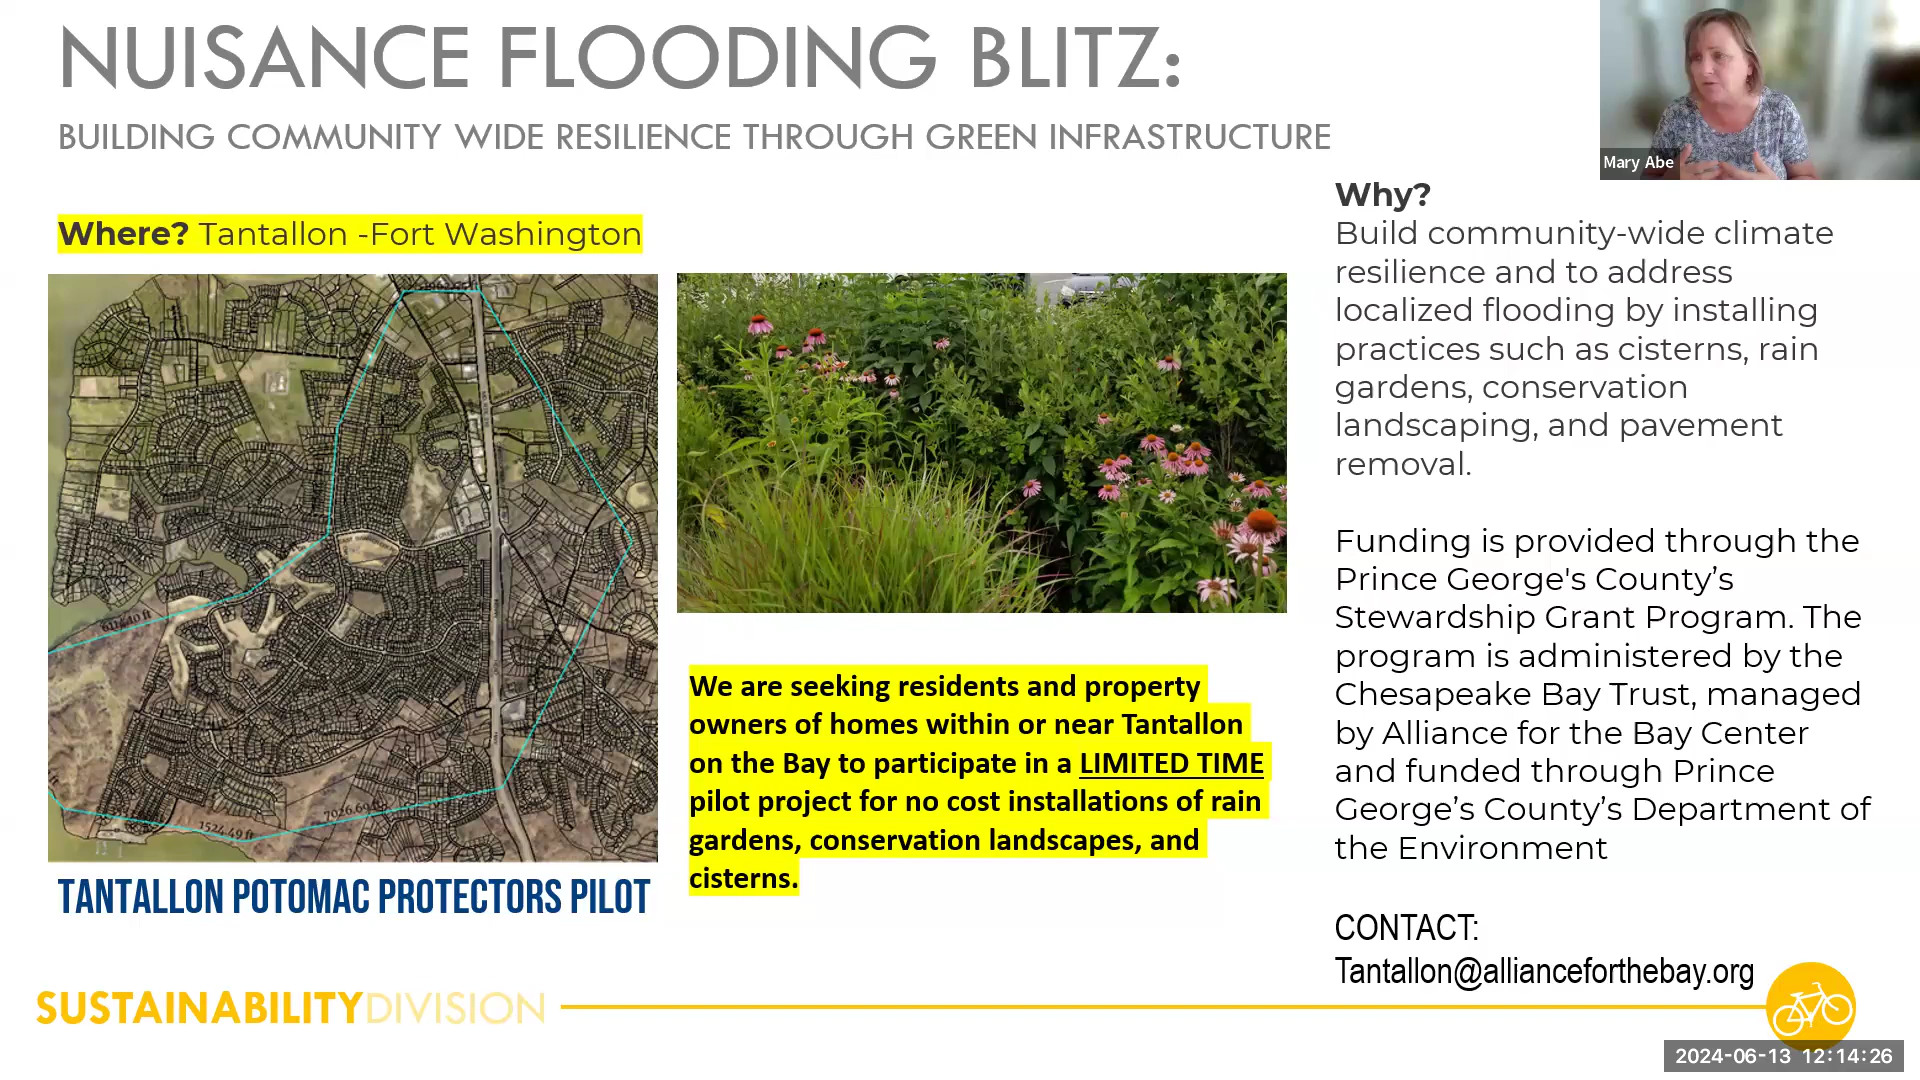 NUISANCE FLOODING BLITZ:
BUILDING COMMUNITY WIDE RESILIENCE THROUGH GREEN INFRASTRUCTURE
Mary Abe
Where? Tantallon -Fort Washington
1524.49 ft
TANTALLON POTOMAC PROTECTORS PILOT
We are seeking residents and property
owners of homes within or near Tantallon
on the Bay to participate in a LIMITED TIME
pilot project for no cost installations of rain
gardens, conservation landscapes, and
cisterns.
Why?
Build community-wide climate
resilience and to address
localized flooding by installing
practices such as cisterns, rain
gardens, conservation
landscaping, and pavement
removal.
Funding is provided through the
Prince George's County’s
Stewardship Grant Program. The
program is administered by the
Chesapeake Bay Trust, managed
by Alliance for the Bay Center
and funded through Prince
George’s County’s Department of
the Environment
CONTACT:
Tantallon@allianceforthebay.org
SUSTAINABILITYDIVISION
2024-06-13 12:14:26